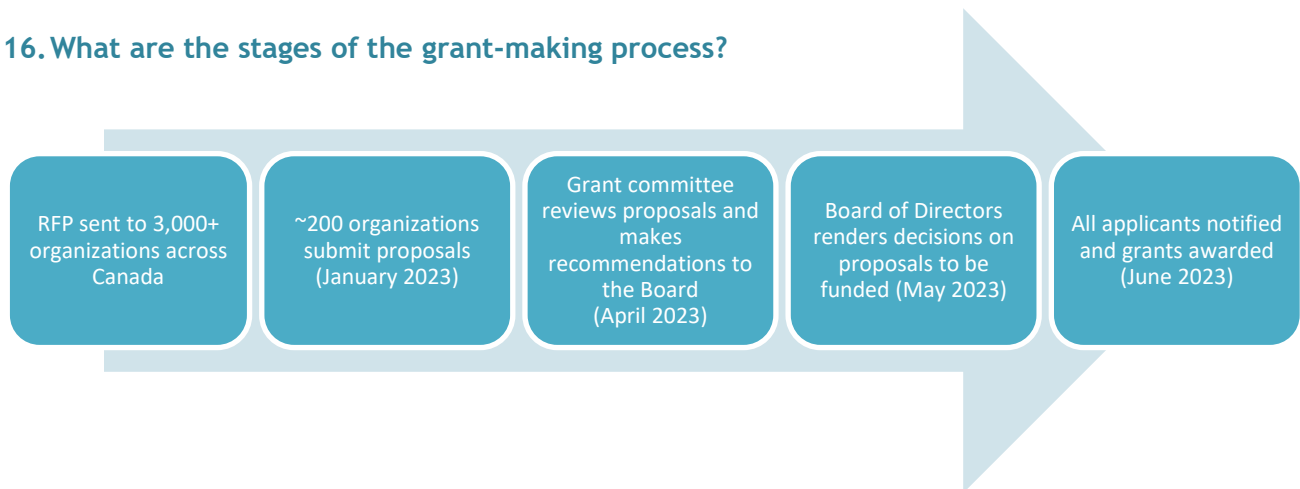 16. What are the stages of the grant-making process?
RFP sent to 3,000+
organizations across
Canada
~200 organizations
submit proposals
(January 2023)
Grant committee
reviews proposals and
makes
recommendations to
the Board
(April 2023)
Board of Directors
renders decisions on
proposals to be
funded (May 2023)
All applicants notified
and grants awarded
(June 2023)